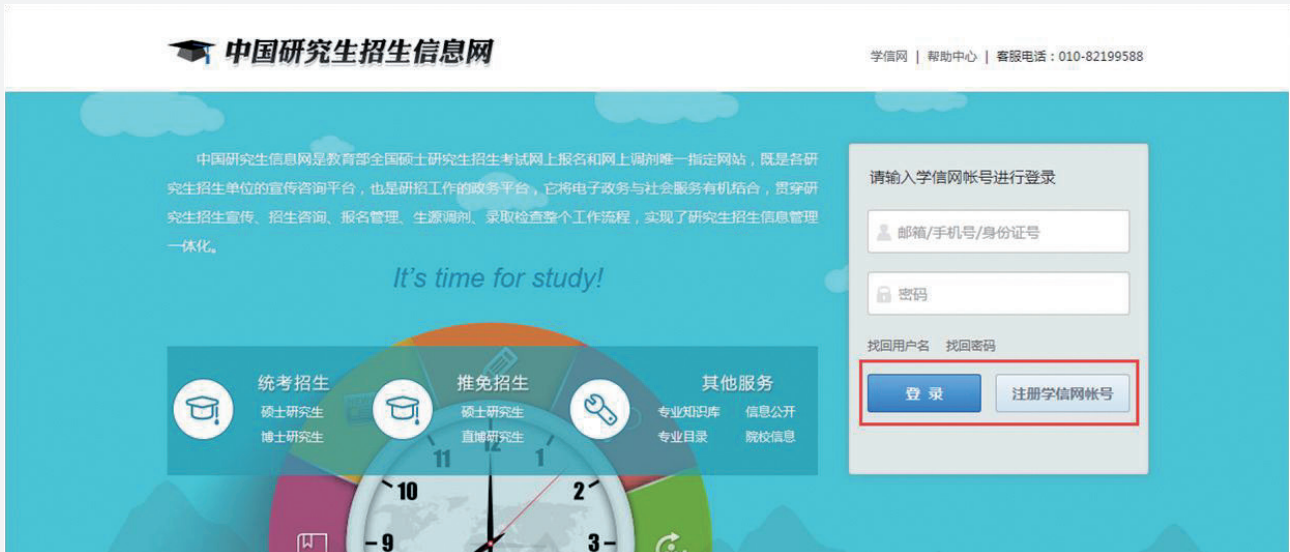 中国研究生招生信息网
学信网 | 帮助中心 | 客服电话：010-82199588
中国研究生信息网是教育部全国硕士研究生招生考试网上报名和网上调剂唯一指定网站，既是各研
究生招生单位的宣传咨询平台，也是研招工作的政务平台，它将电子政务与社会服务有机结合，贯穿研
究生招生宣传、招生咨询、报名管理、生源调剂、录取检查整个工作流程，实现了研究生招生信息管理
一体化。
It's time for study!
统考招生
硕士研究生
博士研究生
推免招生
硕士研究生
直博研究生
其他服务
专业知识库 信息公开
专业目录 院校信息
11 12 1
10 2
9 3
请输入学信网帐号进行登录
邮箱/手机号/身份证号
密码
找回用户名 找回密码
登 录 注册学信网帐号